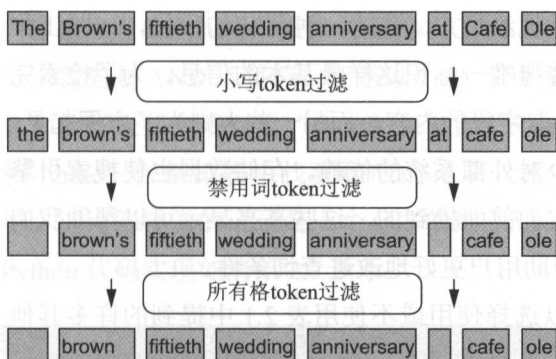 The Brown's fiftieth wedding anniversary at Cafe Ole
小写token过滤
the brown's fiftieth wedding anniversary at cafe ole
禁用词token过滤
brown's fiftieth wedding anniversary cafe ole
所有格token过滤
brown fiftieth wedding anniversary cafe ole